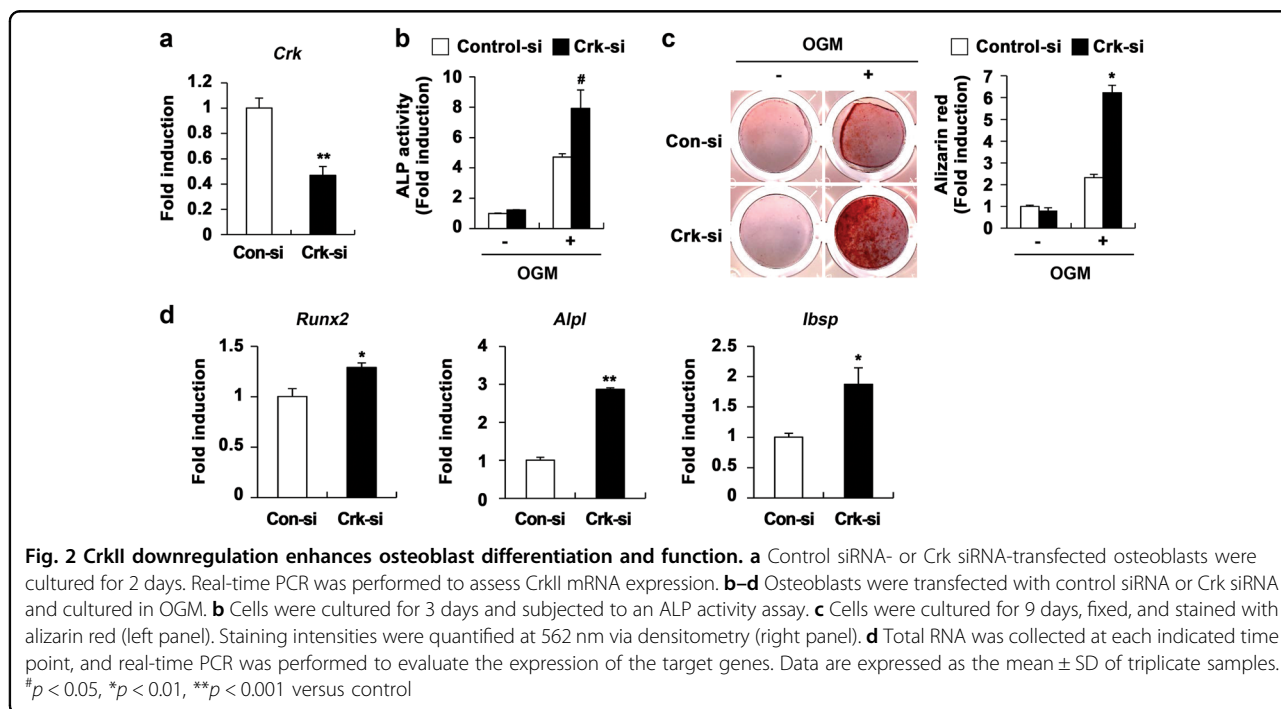 a
Crk
Fold induction
1.2
1
0.8
0.6
0.4
0.2
0
**
Con-si Crk-si
b
Control-si Crk-si
ALP activity
(Fold induction)
10
8
6
4
2
0
#
- +
OGM
c
OGM
- +
Con-si
Crk-si
Alizarin red
(Fold induction)
7
6
5
4
3
2
1
0
*
- +
OGM
d
Runx2
Fold induction
1.5
1
0.5
0
*
Con-si Crk-si
Alpl
Fold induction
4
3
2
1
0
**
Con-si Crk-si
Ibsp
Fold induction
2.5
2
1.5
1
0.5
0
*
Con-si Crk-si
Fig. 2 CrkII downregulation enhances osteoblast differentiation and function. a Control siRNA- or Crk siRNA-transfected osteoblasts were
cultured for 2 days. Real-time PCR was performed to assess CrkII mRNA expression. b–d Osteoblasts were transfected with control siRNA or Crk siRNA
and cultured in OGM. b Cells were cultured for 3 days and subjected to an ALP activity assay. c Cells were cultured for 9 days, fixed, and stained with
alizarin red (left panel). Staining intensities were quantified at 562 nm via densitometry (right panel). d Total RNA was collected at each indicated time
point, and real-time PCR was performed to evaluate the expression of the target genes. Data are expressed as the mean ± SD of triplicate samples.
#p < 0.05, *p < 0.01, **p < 0.001 versus control